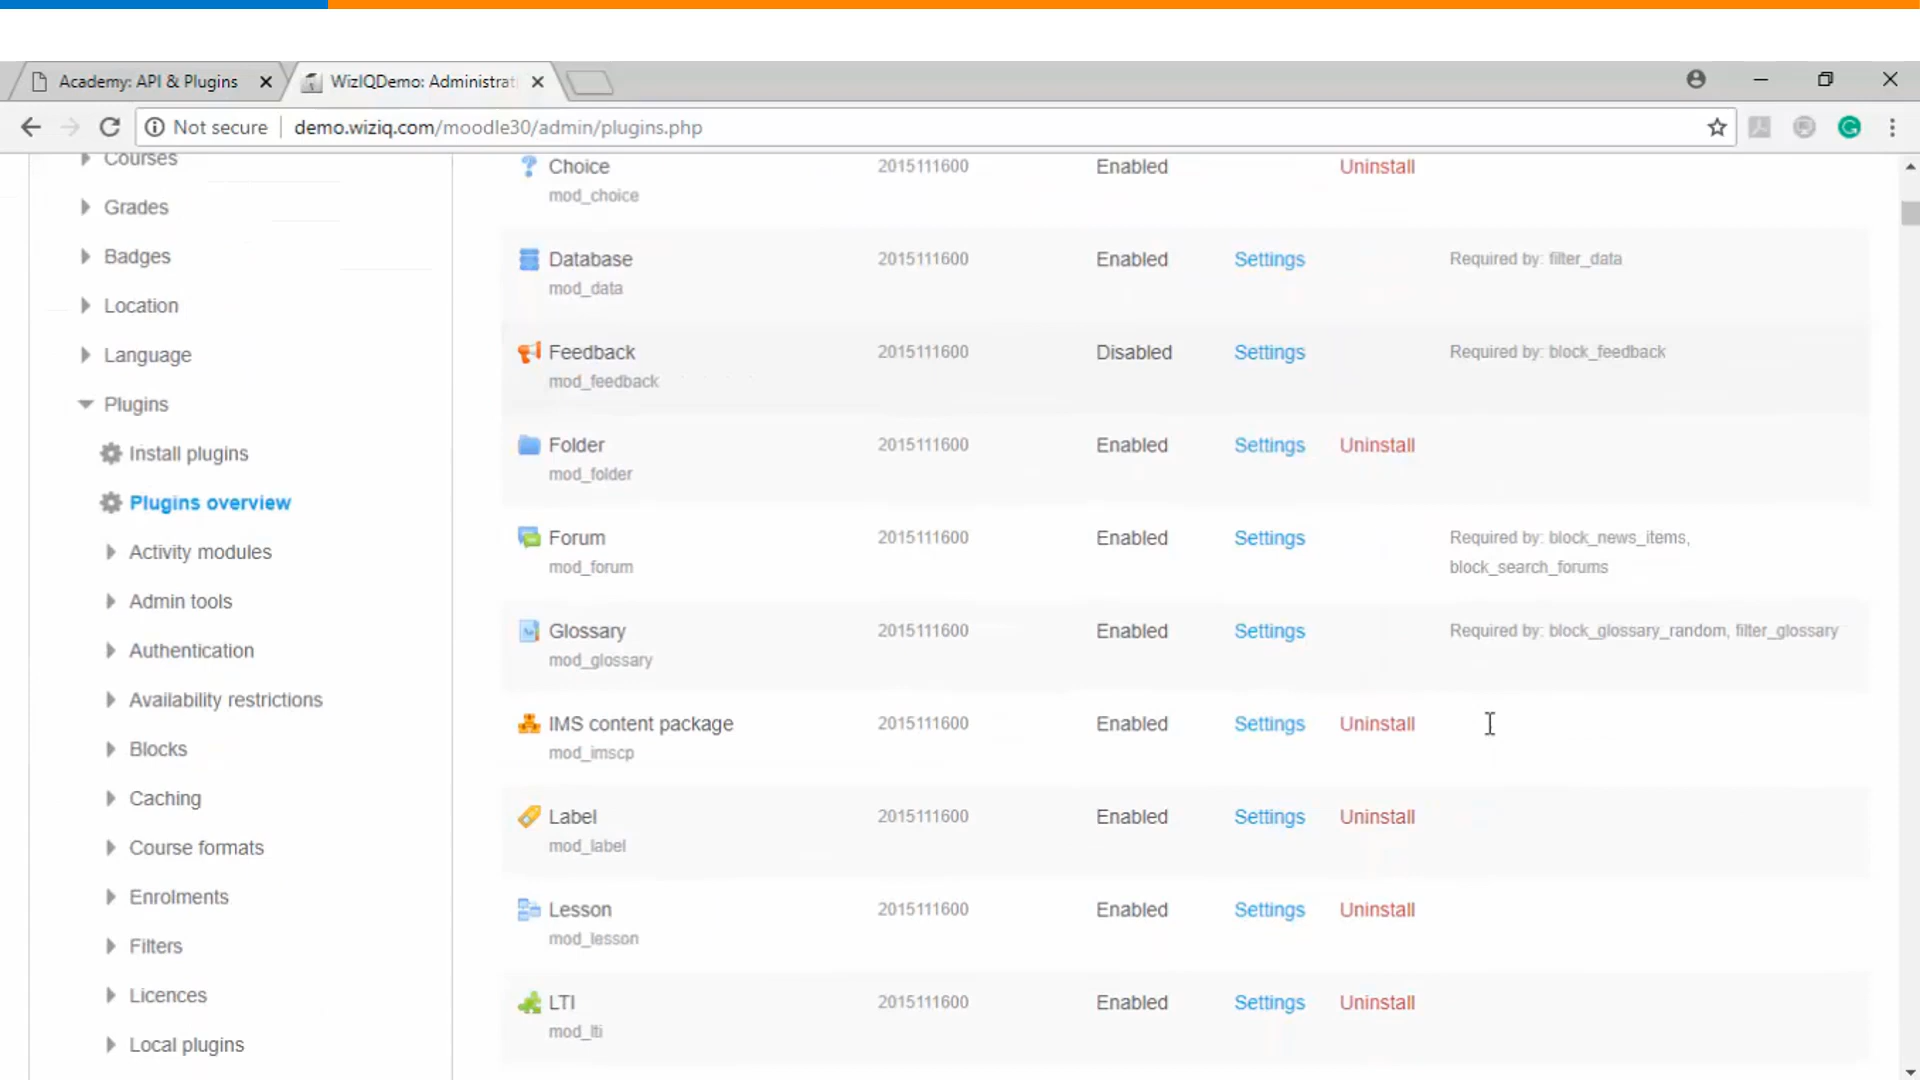 Academy: API & Plugins
WizIQDemo: Administrat
Not secure demo.wiziq.com/moodle30/admin/plugins.php
Courses
Grades
Badges
Location
Language
Plugins
Install plugins
Plugins overview
Activity modules
Admin tools
Authentication
Availability restrictions
Blocks
Caching
Course formats
Enrolments
Filters
Licences
Local plugins
Choice 2015111600 Enabled Uninstall
mod_choice
Database 2015111600 Enabled Settings Required by: filter_data
mod_data
Feedback 2015111600 Disabled Settings Required by: block_feedback
mod_feedback
Folder 2015111600 Enabled Settings Uninstall
mod_folder
Forum 2015111600 Enabled Settings Required by: block_news_items,
mod_forum block_search_forums
Glossary 2015111600 Enabled Settings Required by: block_glossary_random, filter_glossary
mod_glossary
IMS content package 2015111600 Enabled Settings Uninstall
mod_imscp
Label 2015111600 Enabled Settings Uninstall
mod_label
Lesson 2015111600 Enabled Settings Uninstall
mod_lesson
LTI 2015111600 Enabled Settings Uninstall
mod_lti